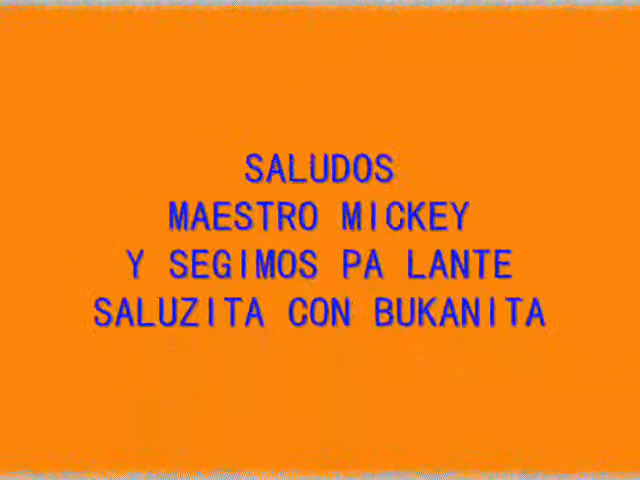 SALUDOS
MAESTRO MICKEY
Y SEGIMOS PA LANTE
SALUZITA CON BUKANITA